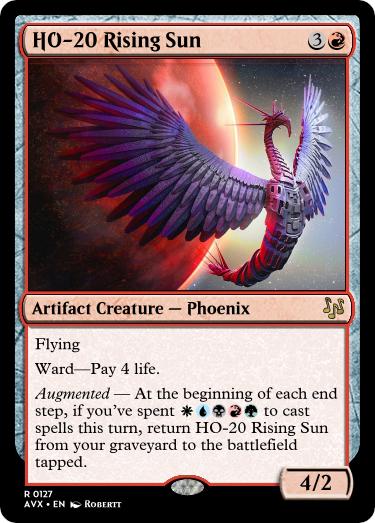 HO-20 Rising Sun 3
Artifact Creature — Phoenix
Flying
Ward—Pay 4 life.
Augmented — At the beginning of each end
step, if you've spent to cast
spells this turn, return HO-20 Rising Sun
from your graveyard to the battlefield
tapped.
4/2
R 0127
AVX • EN Robertt